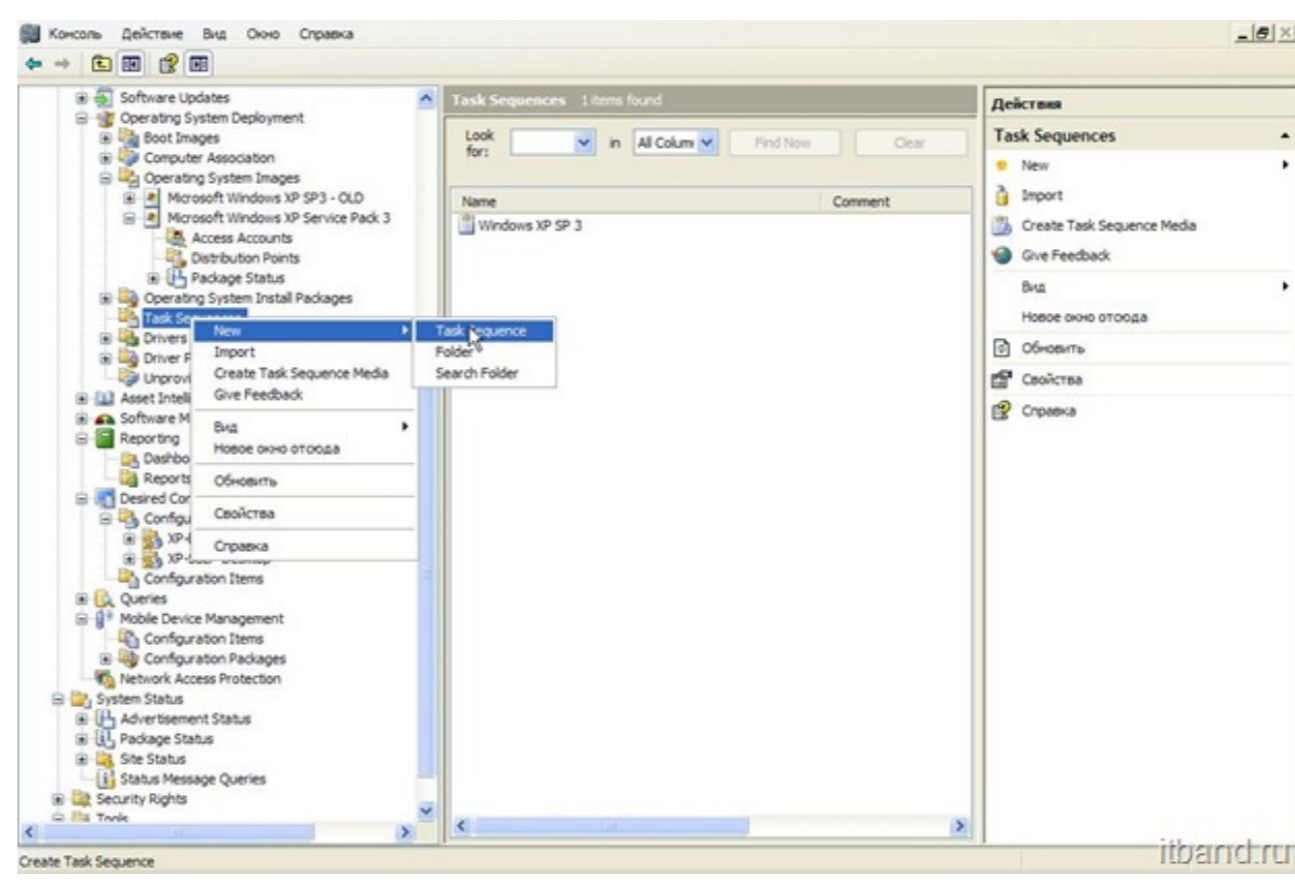 Консоль Действие Вид Окно Справка
Software Updates
Operating System Deployment
Boot Images
Computer Association
Operating System Images
Microsoft Windows XP SP3 - OLD
Microsoft Windows XP Service Pack 3
Access Accounts
Distribution Points
Package Status
Operating System Install Packages
Task
Drivers
Driver
Asset
Software
Reporting
Reports
Desired
Configuration Items
Queries
Mobile Device Management
Configuration Items
Configuration Packages
Network Access Protection
System Status
Advertisement Status
Package Status
Site Status
Status Message Queries
Security Rights
Tools
New
Import
Create Task Sequence Media
Give Feedback
Вид
Новое окно отсюда
Обновить
Свойства
Справка
Task Sequence
Folder
Search Folder
Task Sequences 1 items found
Look for: in All Colum Find Now Clear
Name Comment
Windows XP SP 3
Действия
Task Sequences
New
Import
Create Task Sequence Media
Give Feedback
Вид
Новое окно отсюда
Обновить
Свойства
Справка
Create Task Sequence
itband.ru